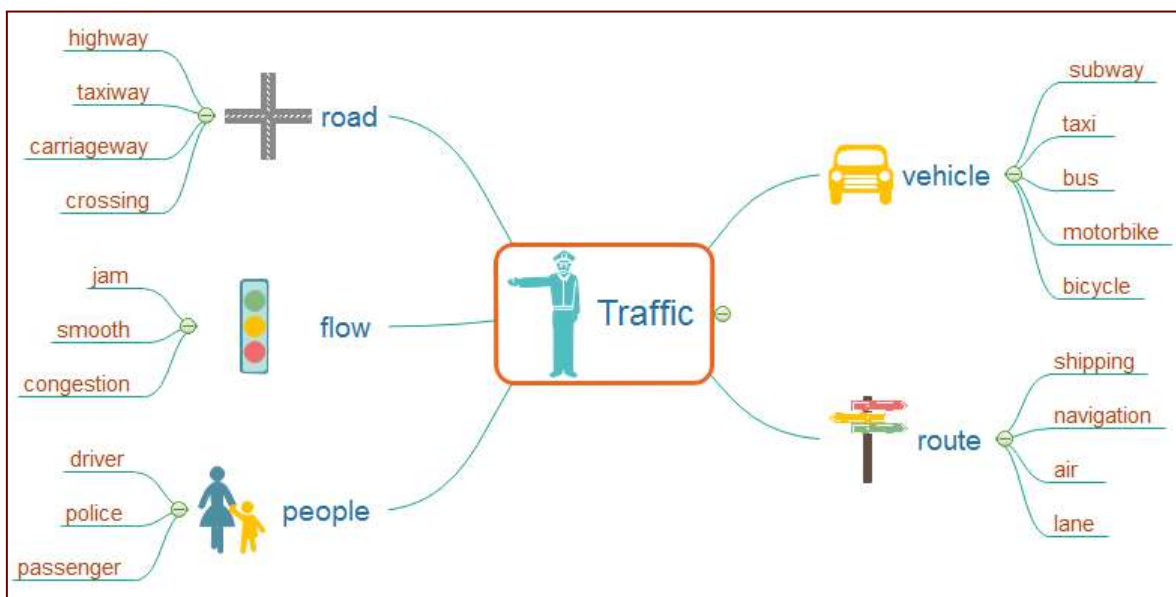 Traffic
road
highway
taxiway
carriageway
crossing
flow
jam
smooth
congestion
people
driver
police
passenger
vehicle
subway
taxi
bus
motorbike
bicycle
route
shipping
navigation
air
lane